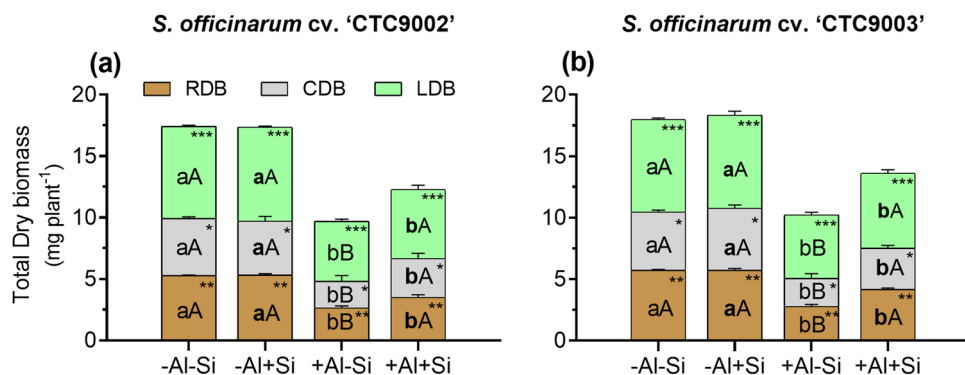 S. officinarum cv. ‘CTC9002’
S. officinarum cv. ‘CTC9003’
(a)
RDB CDB LDB
Total Dry biomass
(mg plant-1)
20
15
10
5
0
***
aA
*
aA
**
aA
***
aA
*
aA
**
aA
***
bB
*
bB
**
bB
***
bA
*
bA
**
bA
-Al-Si -Al+Si +Al-Si +Al+Si
(b)
20
15
10
5
0
***
aA
*
aA
**
aA
***
aA
*
aA
**
aA
***
bB
*
bB
**
bB
***
bA
*
bA
**
bA
-Al-Si -Al+Si +Al-Si +Al+Si